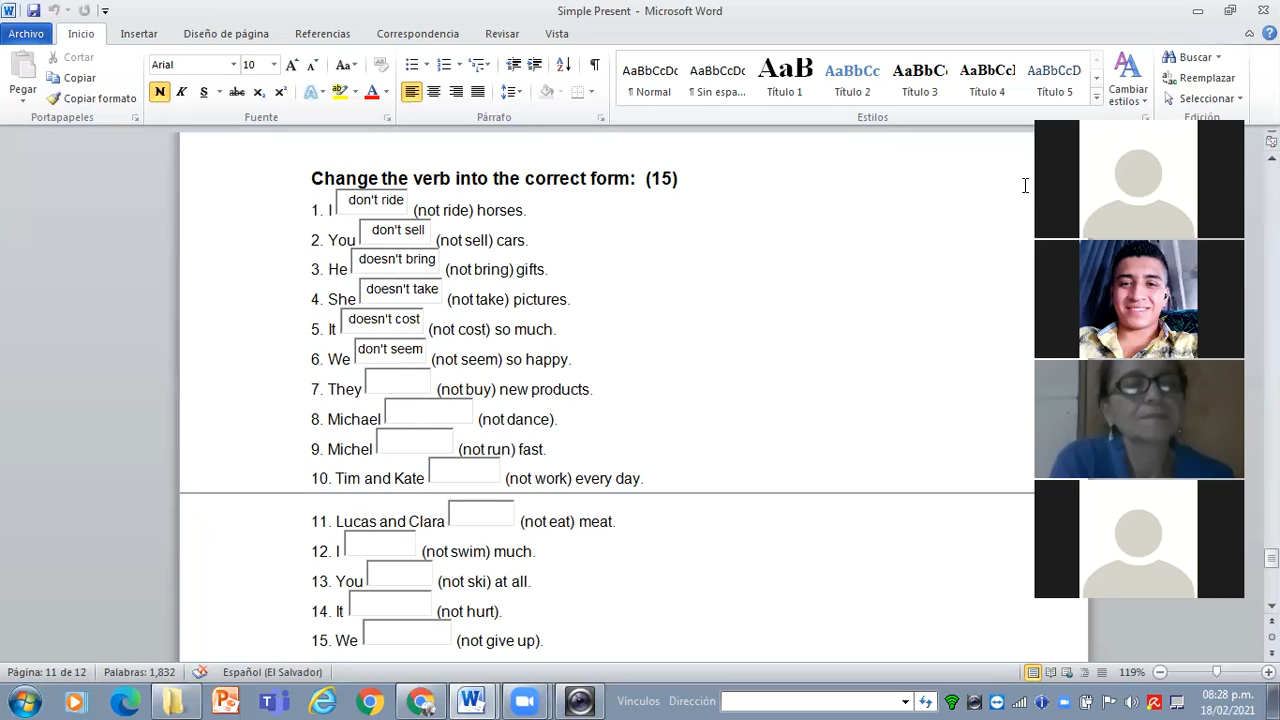 Simple Present - Microsoft Word
Archivo Inicio Insertar Diseño de página Referencias Correspondencia Revisar Vista
Pegar
Cortar
Copiar
Copiar formato
Portapapeles
Arial 10
N K S abc x₂ x² A A
Fuente
Párrafo
AaBbCcDc AaBbCcDc AaB AaBbCc AaBbCc AaBbCcI AaBbCcD
¶ Normal ¶ Sin espa... Título 1 Título 2 Título 3 Título 4 Título 5
Estilos
Cambiar estilos
Buscar
Reemplazar
Seleccionar
Edición
Change the verb into the correct form: (15)
1. I don't ride (not ride) horses.
2. You don't sell (not sell) cars.
3. He doesn't bring (not bring) gifts.
4. She doesn't take (not take) pictures.
5. It doesn't cost (not cost) so much.
6. We don't seem (not seem) so happy.
7. They (not buy) new products.
8. Michael (not dance).
9. Michel (not run) fast.
10. Tim and Kate (not work) every day.
11. Lucas and Clara (not eat) meat.
12. I (not swim) much.
13. You (not ski) at all.
14. It (not hurt).
15. We (not give up).
Página: 11 de 12 Palabras: 1,832 Español (El Salvador) 119%
Vínculos Dirección
08:28 p.m.
18/02/2021